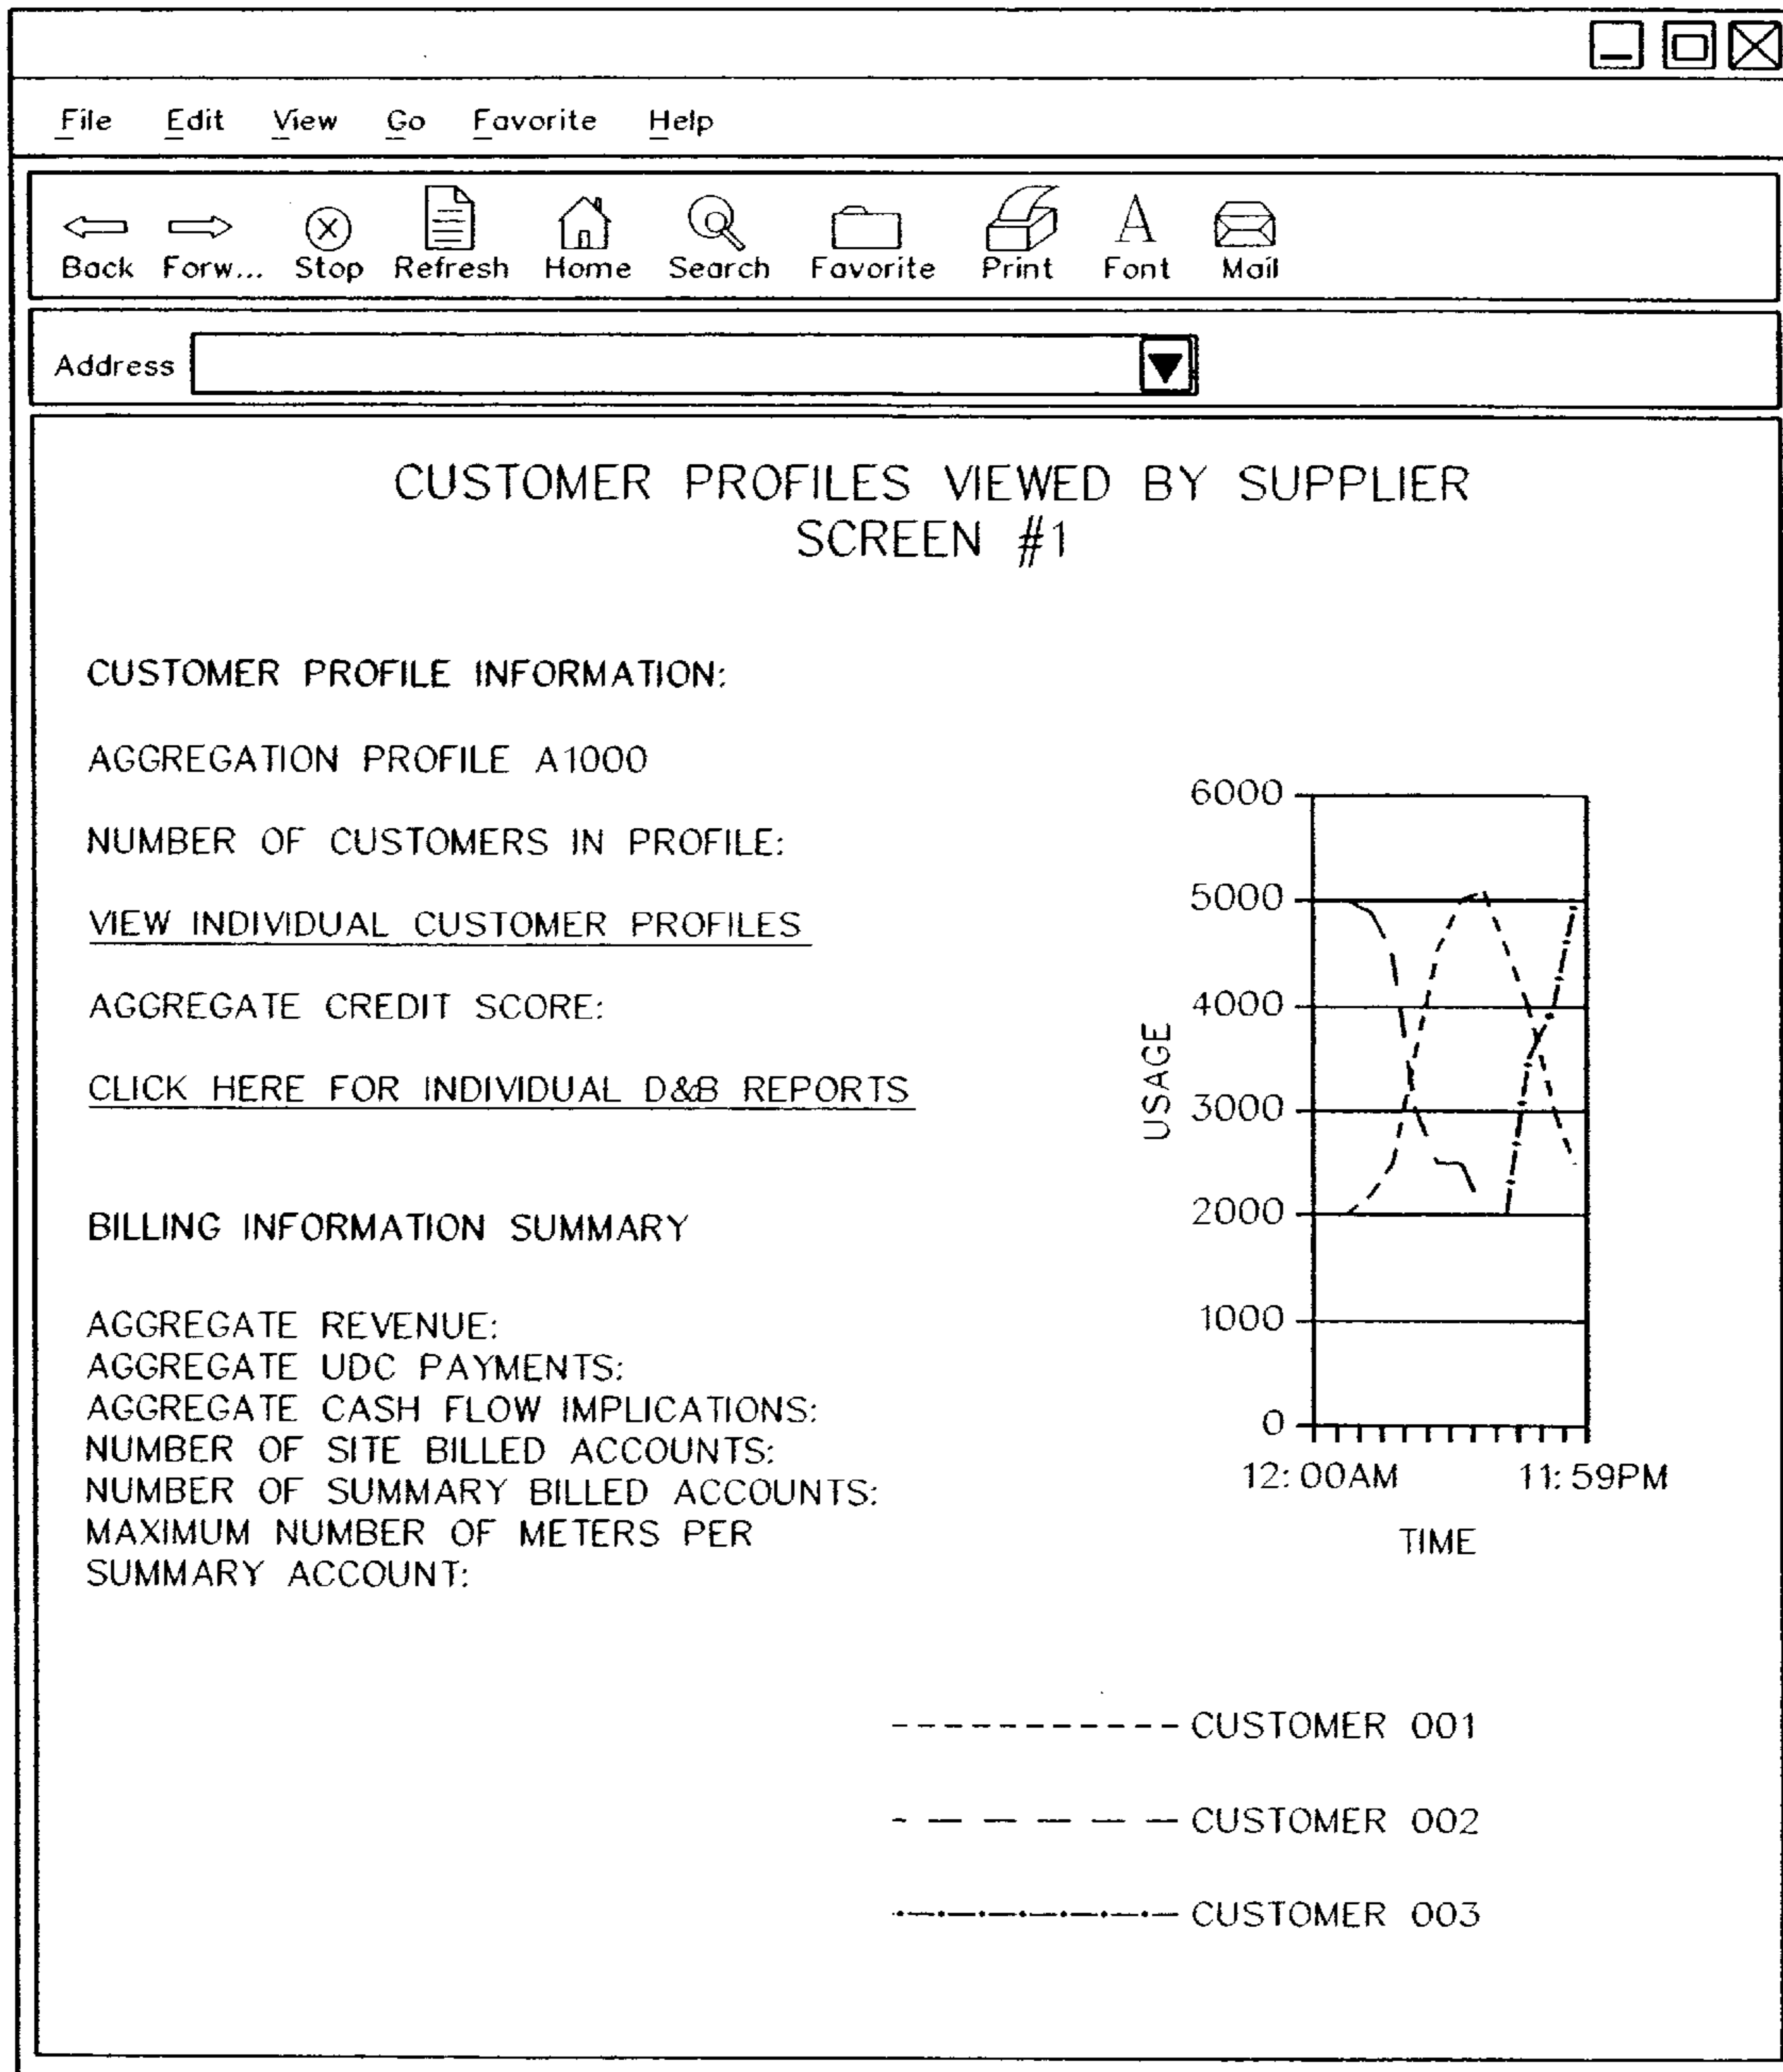 File Edit View Go Favorite Help
Back Forw... Stop Refresh Home Search Favorite Print Font Mail
Address
CUSTOMER PROFILES VIEWED BY SUPPLIER
SCREEN #1
CUSTOMER PROFILE INFORMATION:
AGGREGATION PROFILE A1000
NUMBER OF CUSTOMERS IN PROFILE:
VIEW INDIVIDUAL CUSTOMER PROFILES
AGGREGATE CREDIT SCORE:
CLICK HERE FOR INDIVIDUAL D&B REPORTS
BILLING INFORMATION SUMMARY
AGGREGATE REVENUE:
AGGREGATE UDC PAYMENTS:
AGGREGATE CASH FLOW IMPLICATIONS:
NUMBER OF SITE BILLED ACCOUNTS:
NUMBER OF SUMMARY BILLED ACCOUNTS:
MAXIMUM NUMBER OF METERS PER
SUMMARY ACCOUNT:
USAGE
6000
5000
4000
3000
2000
1000
0
12:00AM 11:59PM
TIME
CUSTOMER 001
CUSTOMER 002
CUSTOMER 003